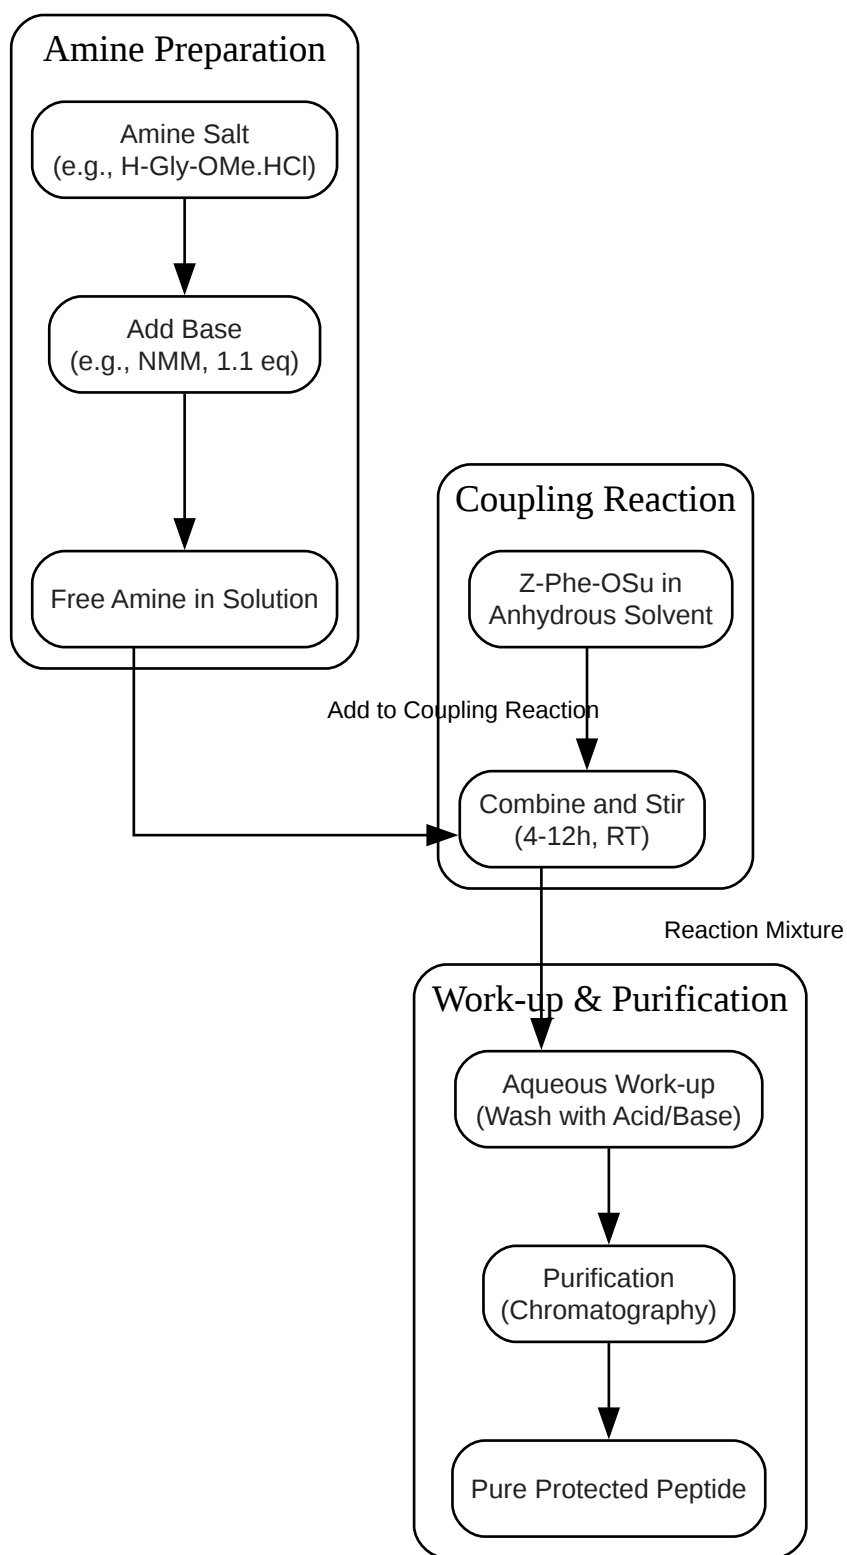 Amine Preparation
Amine Salt
(e.g., H-Gly-OMe.HCl)
Add Base
(e.g., NMM, 1.1 eq)
Free Amine in Solution
Coupling Reaction
Z-Phe-OSu in
Anhydrous Solvent
Add to Coupling Reaction
Combine and Stir
(4-12h, RT)
Reaction Mixture
Work-up & Purification
Aqueous Work-up
(Wash with Acid/Base)
Purification
(Chromatography)
Pure Protected Peptide